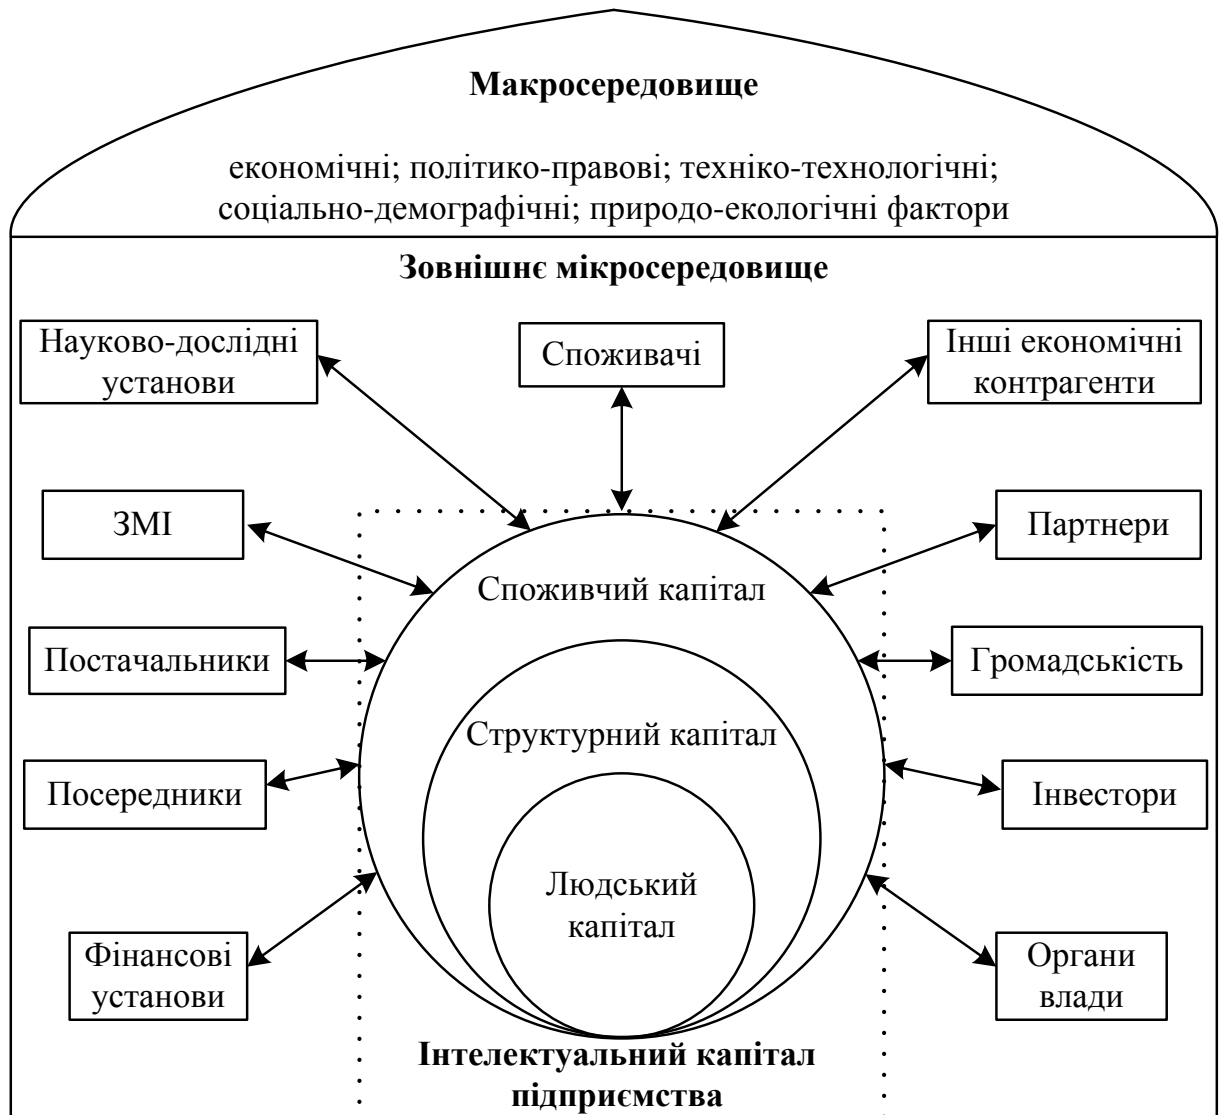 Макросередовище
економічні; політико-правові; техніко-технологічні;
соціально-демографічні; природо-екологічні фактори
Зовнішнє мікросередовище
Науково-дослідні
установи
Споживачі
Інші економічні
контрагенти
ЗМІ
Партнери
Споживчий капітал
Постачальники
Громадськість
Структурний капітал
Посередники
Інвестори
Людський
капітал
Фінансові
установи
Органи
влади
Інтелектуальний капітал
підприємства